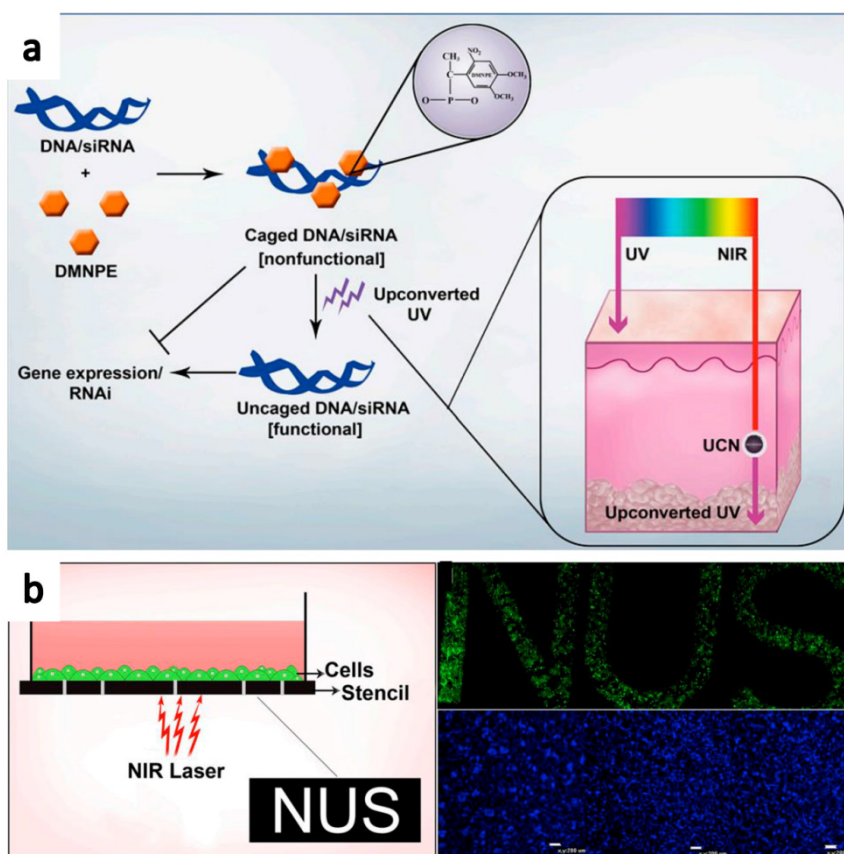 a
CH₃
NO₂
C
DMNPE
OCH₃
OCH₃
O
P
O
DNA/siRNA
+
DMNPE
Caged DNA/siRNA
[nonfunctional]
Upconverted
UV
Gene expression/
RNAi
Uncaged DNA/siRNA
[functional]
UV
NIR
UCN
Upconverted UV
b
Cells
Stencil
NIR Laser
NUS
NUS